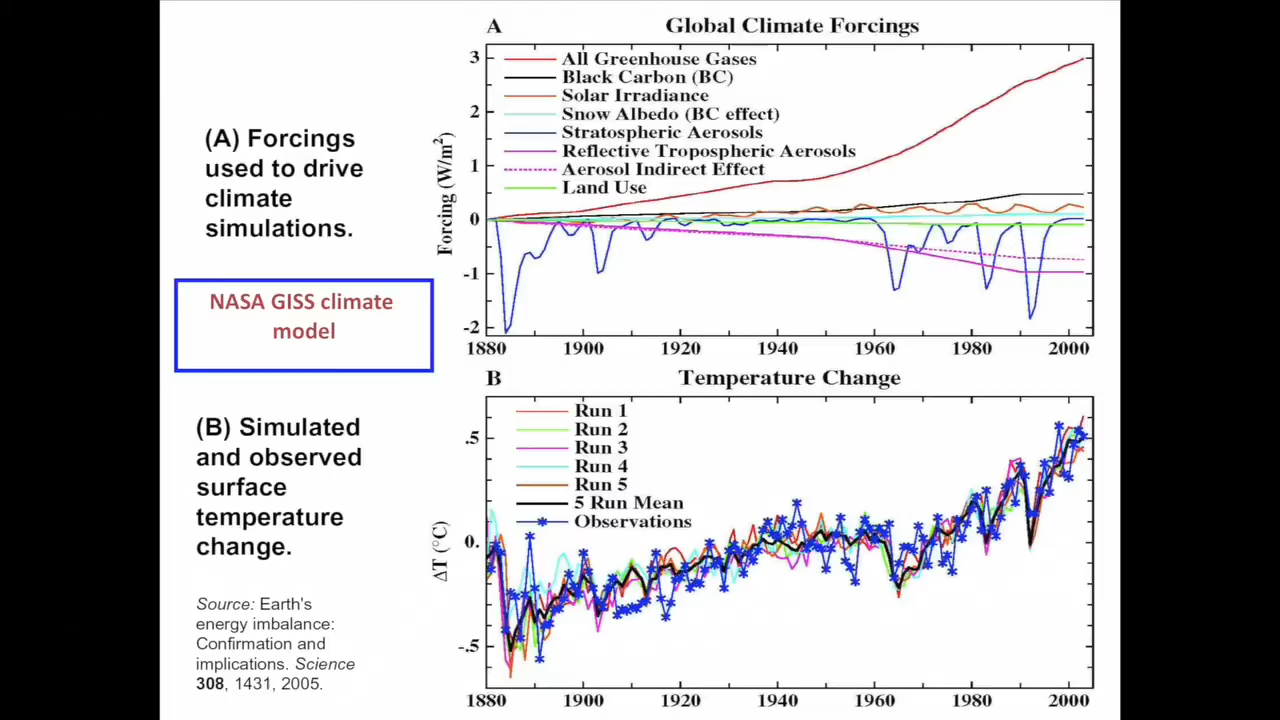 A Global Climate Forcings
3
2
1
0
-1
-2
Forcing (W/m²)
All Greenhouse Gases
Black Carbon (BC)
Solar Irradiance
Snow Albedo (BC effect)
Stratospheric Aerosols
Reflective Tropospheric Aerosols
Aerosol Indirect Effect
Land Use
1880 1900 1920 1940 1960 1980 2000
(A) Forcings
used to drive
climate
simulations.
NASA GISS climate
model
B Temperature Change
.5
0.
-.5
ΔT (°C)
Run 1
Run 2
Run 3
Run 4
Run 5
5 Run Mean
Observations
1880 1900 1920 1940 1960 1980 2000
(B) Simulated
and observed
surface
temperature
change.
Source: Earth's
energy imbalance:
Confirmation and
implications. Science
308, 1431, 2005.